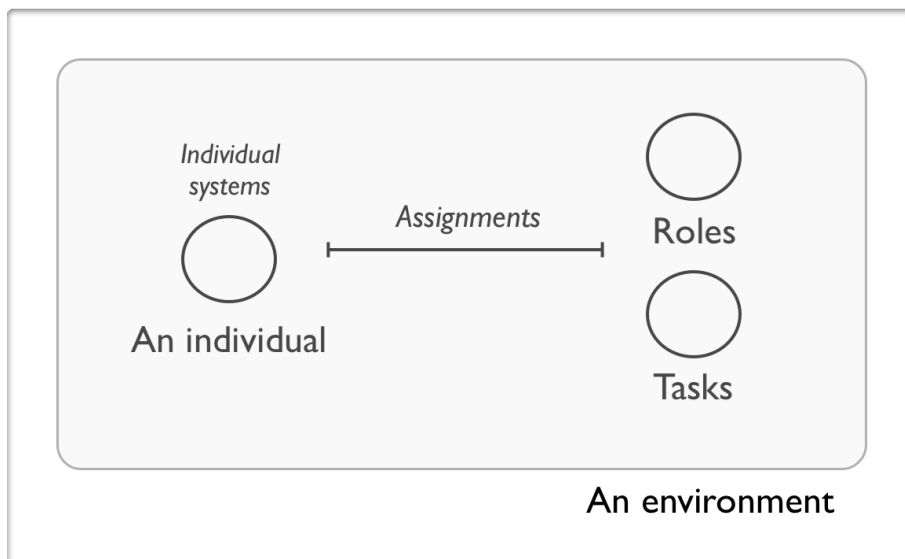 Individual
systems
An individual
Assignments
Roles
Tasks
An environment